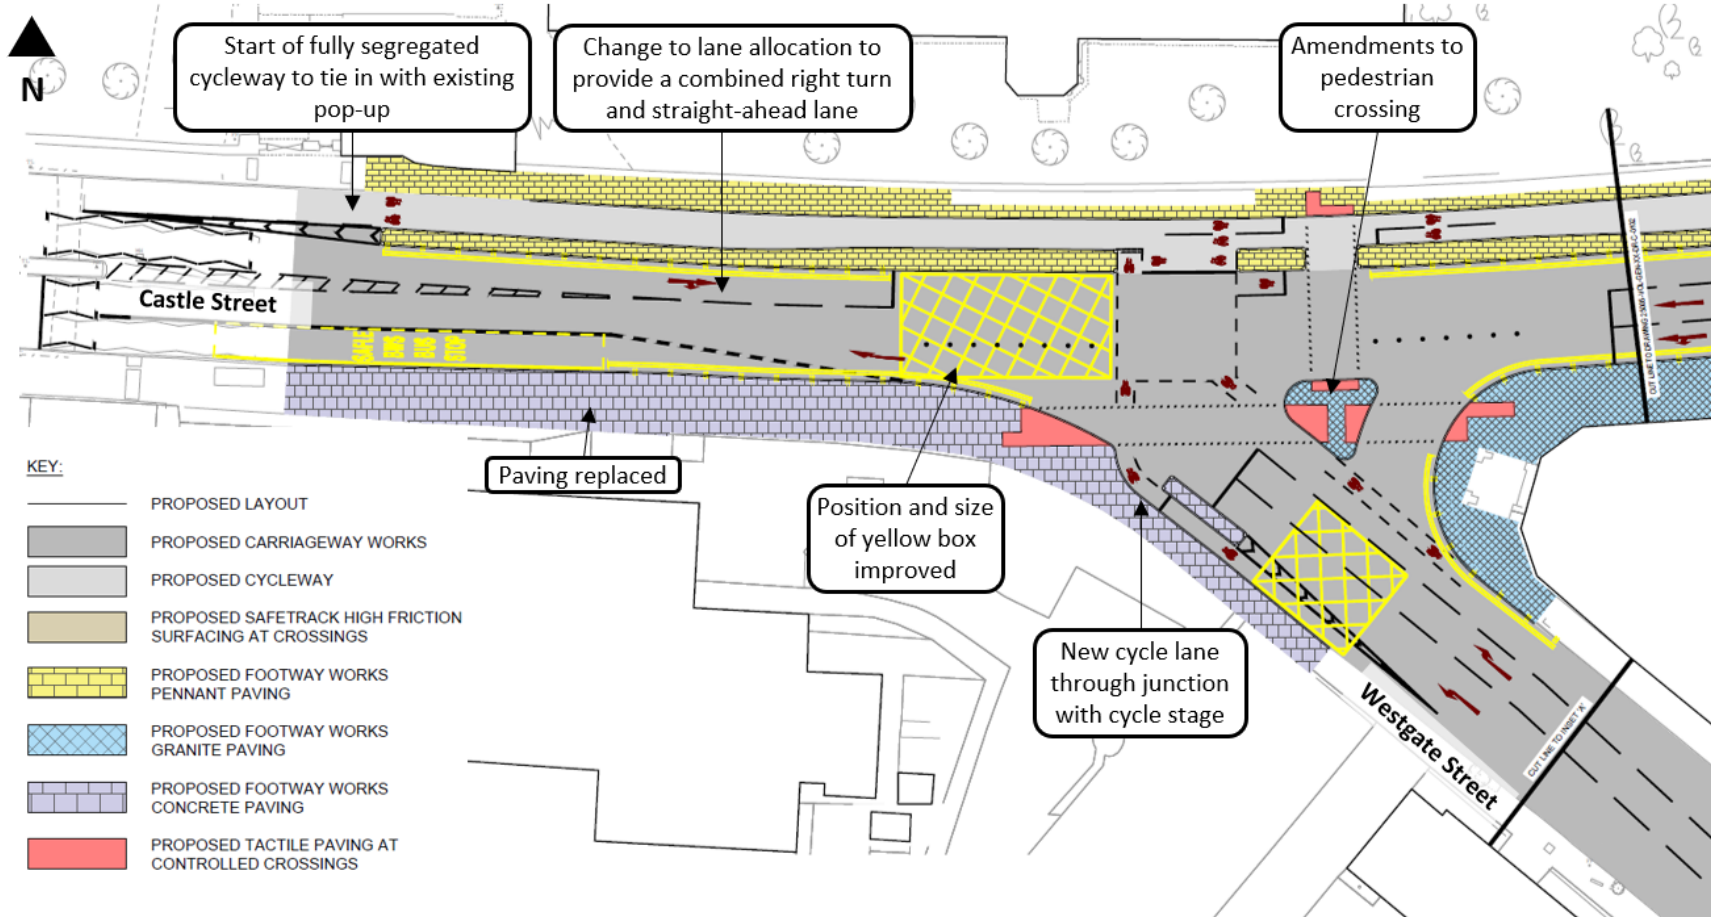 Start of fully segregated
cycleway to tie in with existing
pop-up
Change to lane allocation to
provide a combined right turn
and straight-ahead lane
Amendments to
pedestrian
crossing
N
Castle Street
BUS
STOP
Paving replaced
Position and size
of yellow box
improved
New cycle lane
through junction
with cycle stage
Westgate Street
CUT LINE TO INSET 'A'
KEY:
PROPOSED LAYOUT
PROPOSED CARRIAGEWAY WORKS
PROPOSED CYCLEWAY
PROPOSED SAFETRACK HIGH FRICTION
SURFACING AT CROSSINGS
PROPOSED FOOTWAY WORKS
PENNANT PAVING
PROPOSED FOOTWAY WORKS
GRANITE PAVING
PROPOSED FOOTWAY WORKS
CONCRETE PAVING
PROPOSED TACTILE PAVING AT
CONTROLLED CROSSINGS